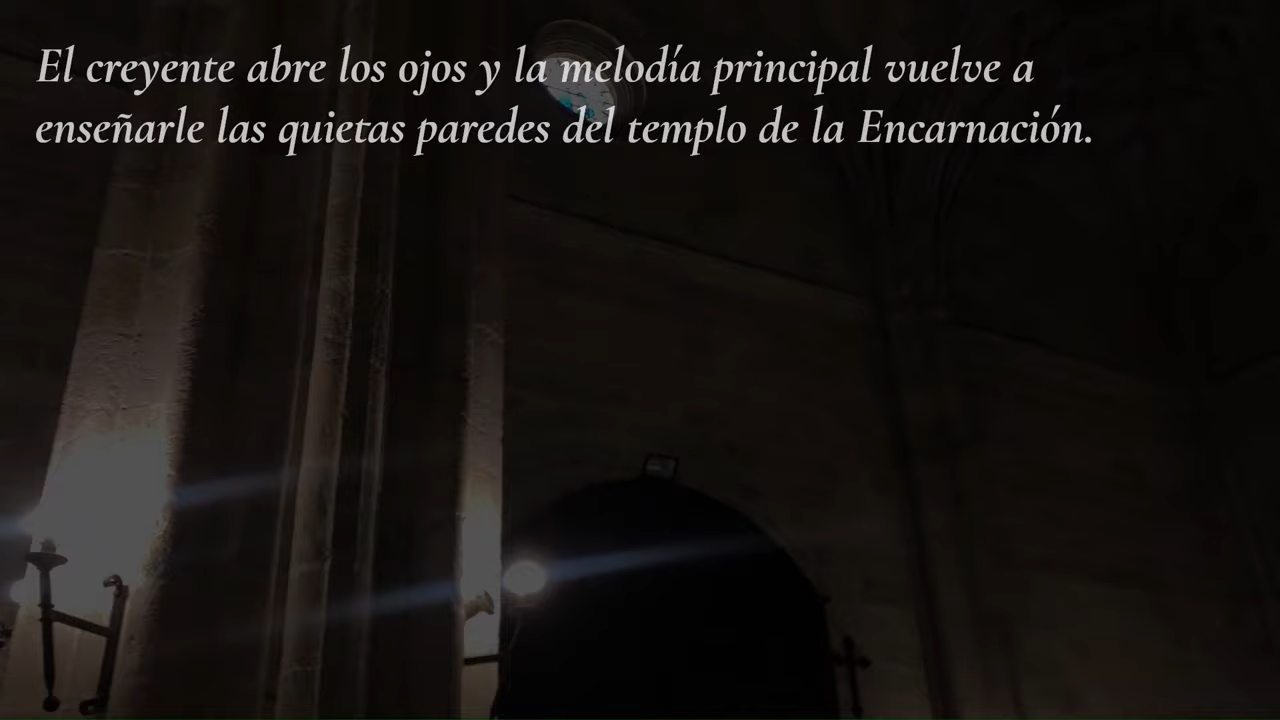 El creyente abre los ojos y la melodía principal vuelve a
enseñarle las quietas paredes del templo de la Encarnación.